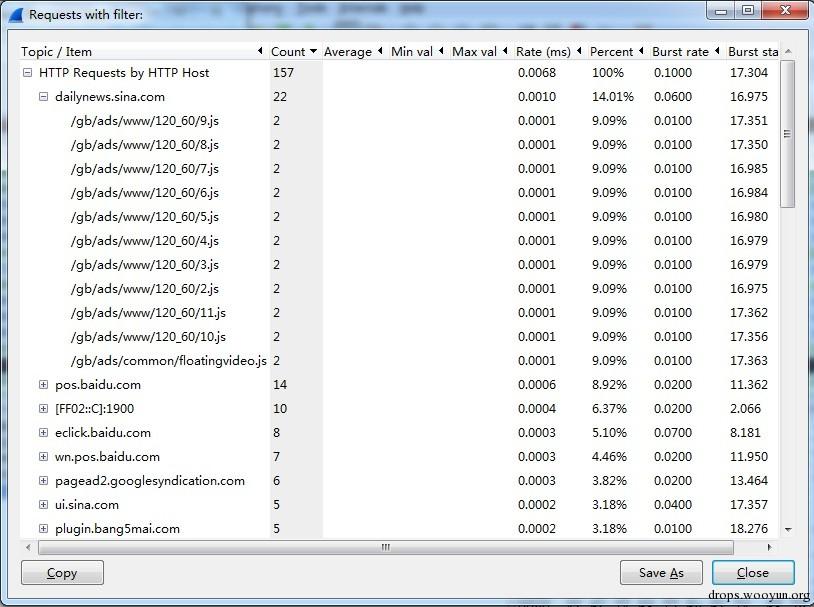 Requests with filter:
Topic / Item Count Average Min val Max val Rate (ms) Percent Burst rate Burst sta
HTTP Requests by HTTP Host 157 0.0068 100% 0.1000 17.304
dailynews.sina.com 22 0.0010 14.01% 0.0600 16.975
/gb/ads/www/120_60/9.js 2 0.0001 9.09% 0.0100 17.351
/gb/ads/www/120_60/8.js 2 0.0001 9.09% 0.0100 17.350
/gb/ads/www/120_60/7.js 2 0.0001 9.09% 0.0100 16.985
/gb/ads/www/120_60/6.js 2 0.0001 9.09% 0.0100 16.984
/gb/ads/www/120_60/5.js 2 0.0001 9.09% 0.0100 16.980
/gb/ads/www/120_60/4.js 2 0.0001 9.09% 0.0100 16.979
/gb/ads/www/120_60/3.js 2 0.0001 9.09% 0.0100 16.979
/gb/ads/www/120_60/2.js 2 0.0001 9.09% 0.0100 16.975
/gb/ads/www/120_60/11.js 2 0.0001 9.09% 0.0100 17.362
/gb/ads/www/120_60/10.js 2 0.0001 9.09% 0.0100 17.356
/gb/ads/common/floatingvideo.js 2 0.0001 9.09% 0.0100 17.363
pos.baidu.com 14 0.0006 8.92% 0.0200 11.362
[FF02::C]:1900 10 0.0004 6.37% 0.0200 2.066
eclick.baidu.com 8 0.0003 5.10% 0.0700 8.181
wn.pos.baidu.com 7 0.0003 4.46% 0.0200 11.950
pagead2.googlesyndication.com 6 0.0003 3.82% 0.0200 13.464
ui.sina.com 5 0.0002 3.18% 0.0400 17.357
plugin.bang5mai.com 5 0.0002 3.18% 0.0100 18.276
Copy Save As Close
drops.wooyun.org